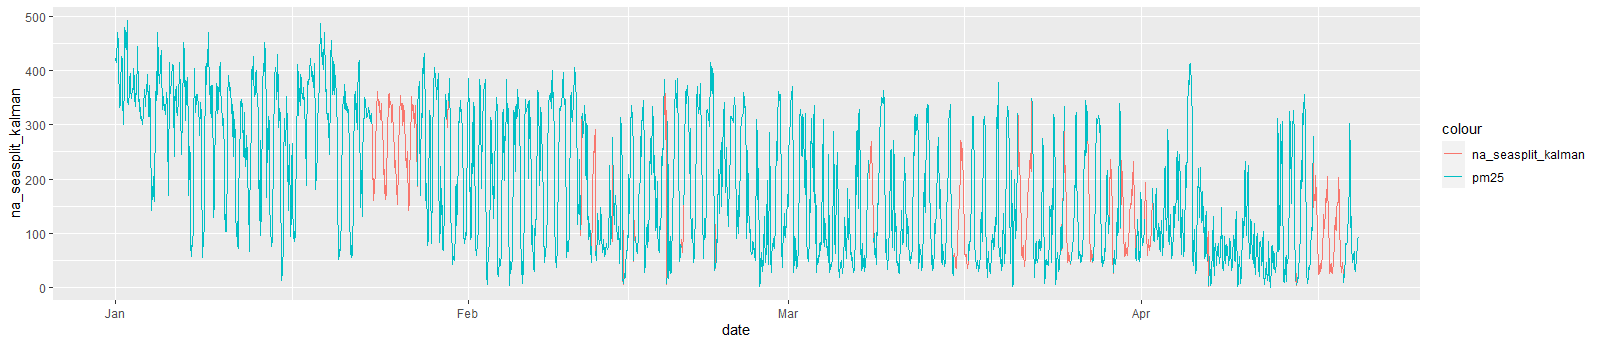 na_seasplit_kalman
500
400
300
200
100
0
Jan
Feb
Mar
Apr
date
colour
na_seasplit_kalman
pm25